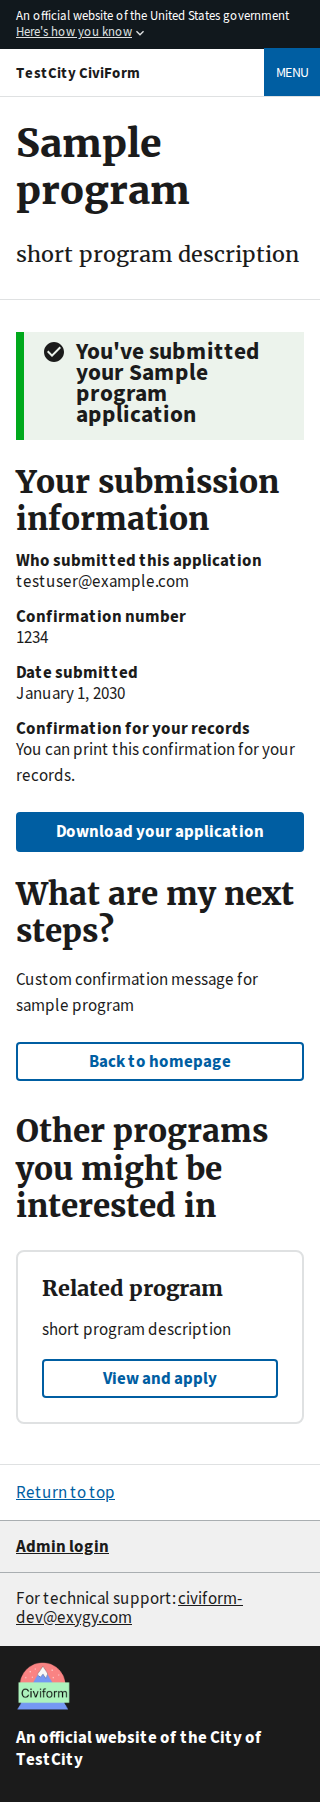 An official website of the United States government
Here's how you know
TestCity CiviForm
MENU
Sample
program
short program description
You've submitted
your Sample
program
application
Your submission
information
Who submitted this application
testuser@example.com
Confirmation number
1234
Date submitted
January 1, 2030
Confirmation for your records
You can print this confirmation for your
records.
Download your application
What are my next
steps?
Custom confirmation message for
sample program
Back to homepage
Other programs
you might be
interested in
Related program
short program description
View and apply
Return to top
Admin login
For technical support: civiform-
dev@exygy.com
Civiform
An official website of the City of
TestCity